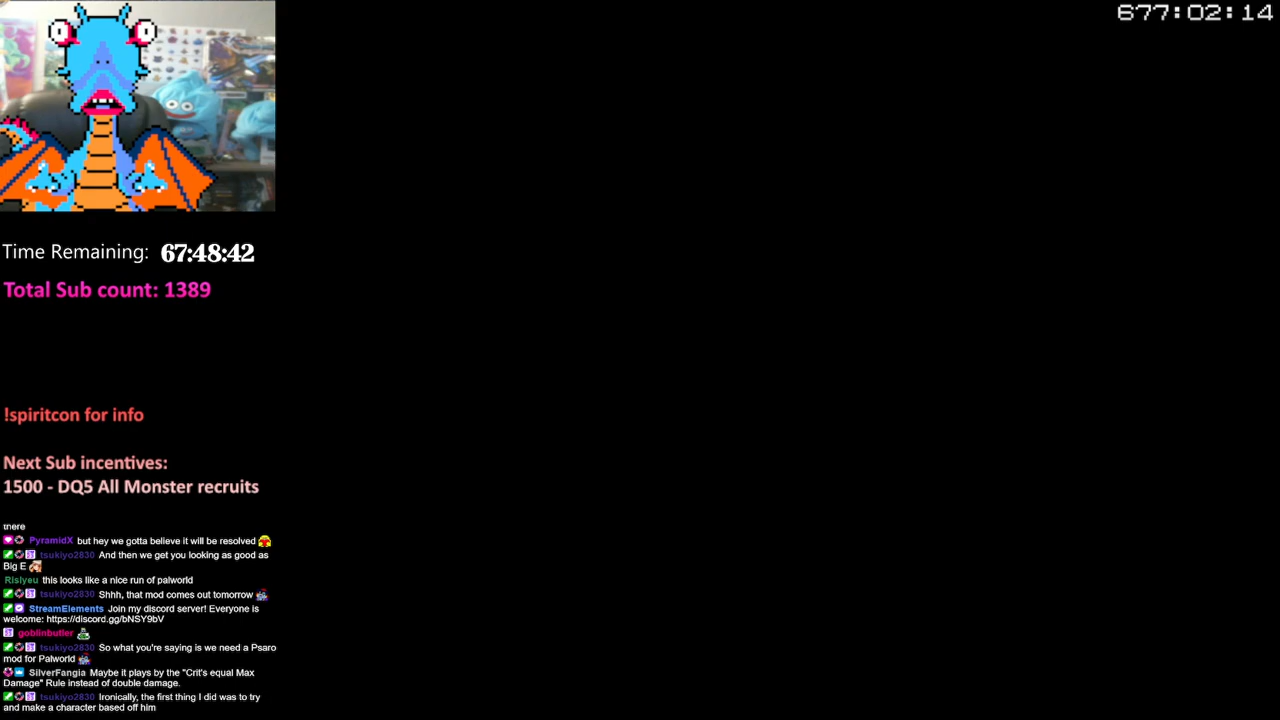 677:02:14
Time Remaining: 67:48:42
Total Sub count: 1389
!spiritcon for info
Next Sub incentives:
1500 - DQ5 All Monster recruits
there
PyramidX but hey we gotta believe it will be resolved
tsukiyo2830 And then we get you looking as good as
Big E
Rislyeu this looks like a nice run of palworld
tsukiyo2830 Shhh, that mod comes out tomorrow
StreamElements Join my discord server! Everyone is
welcome: https://discord.gg/bNSY9bV
goblinbutler
tsukiyo2830 So what you're saying is we need a Psaro
mod for Palworld
SilverFangia Maybe it plays by the "Crit's equal Max
Damage" Rule instead of double damage.
tsukiyo2830 Ironically, the first thing I did was to try
and make a character based off him